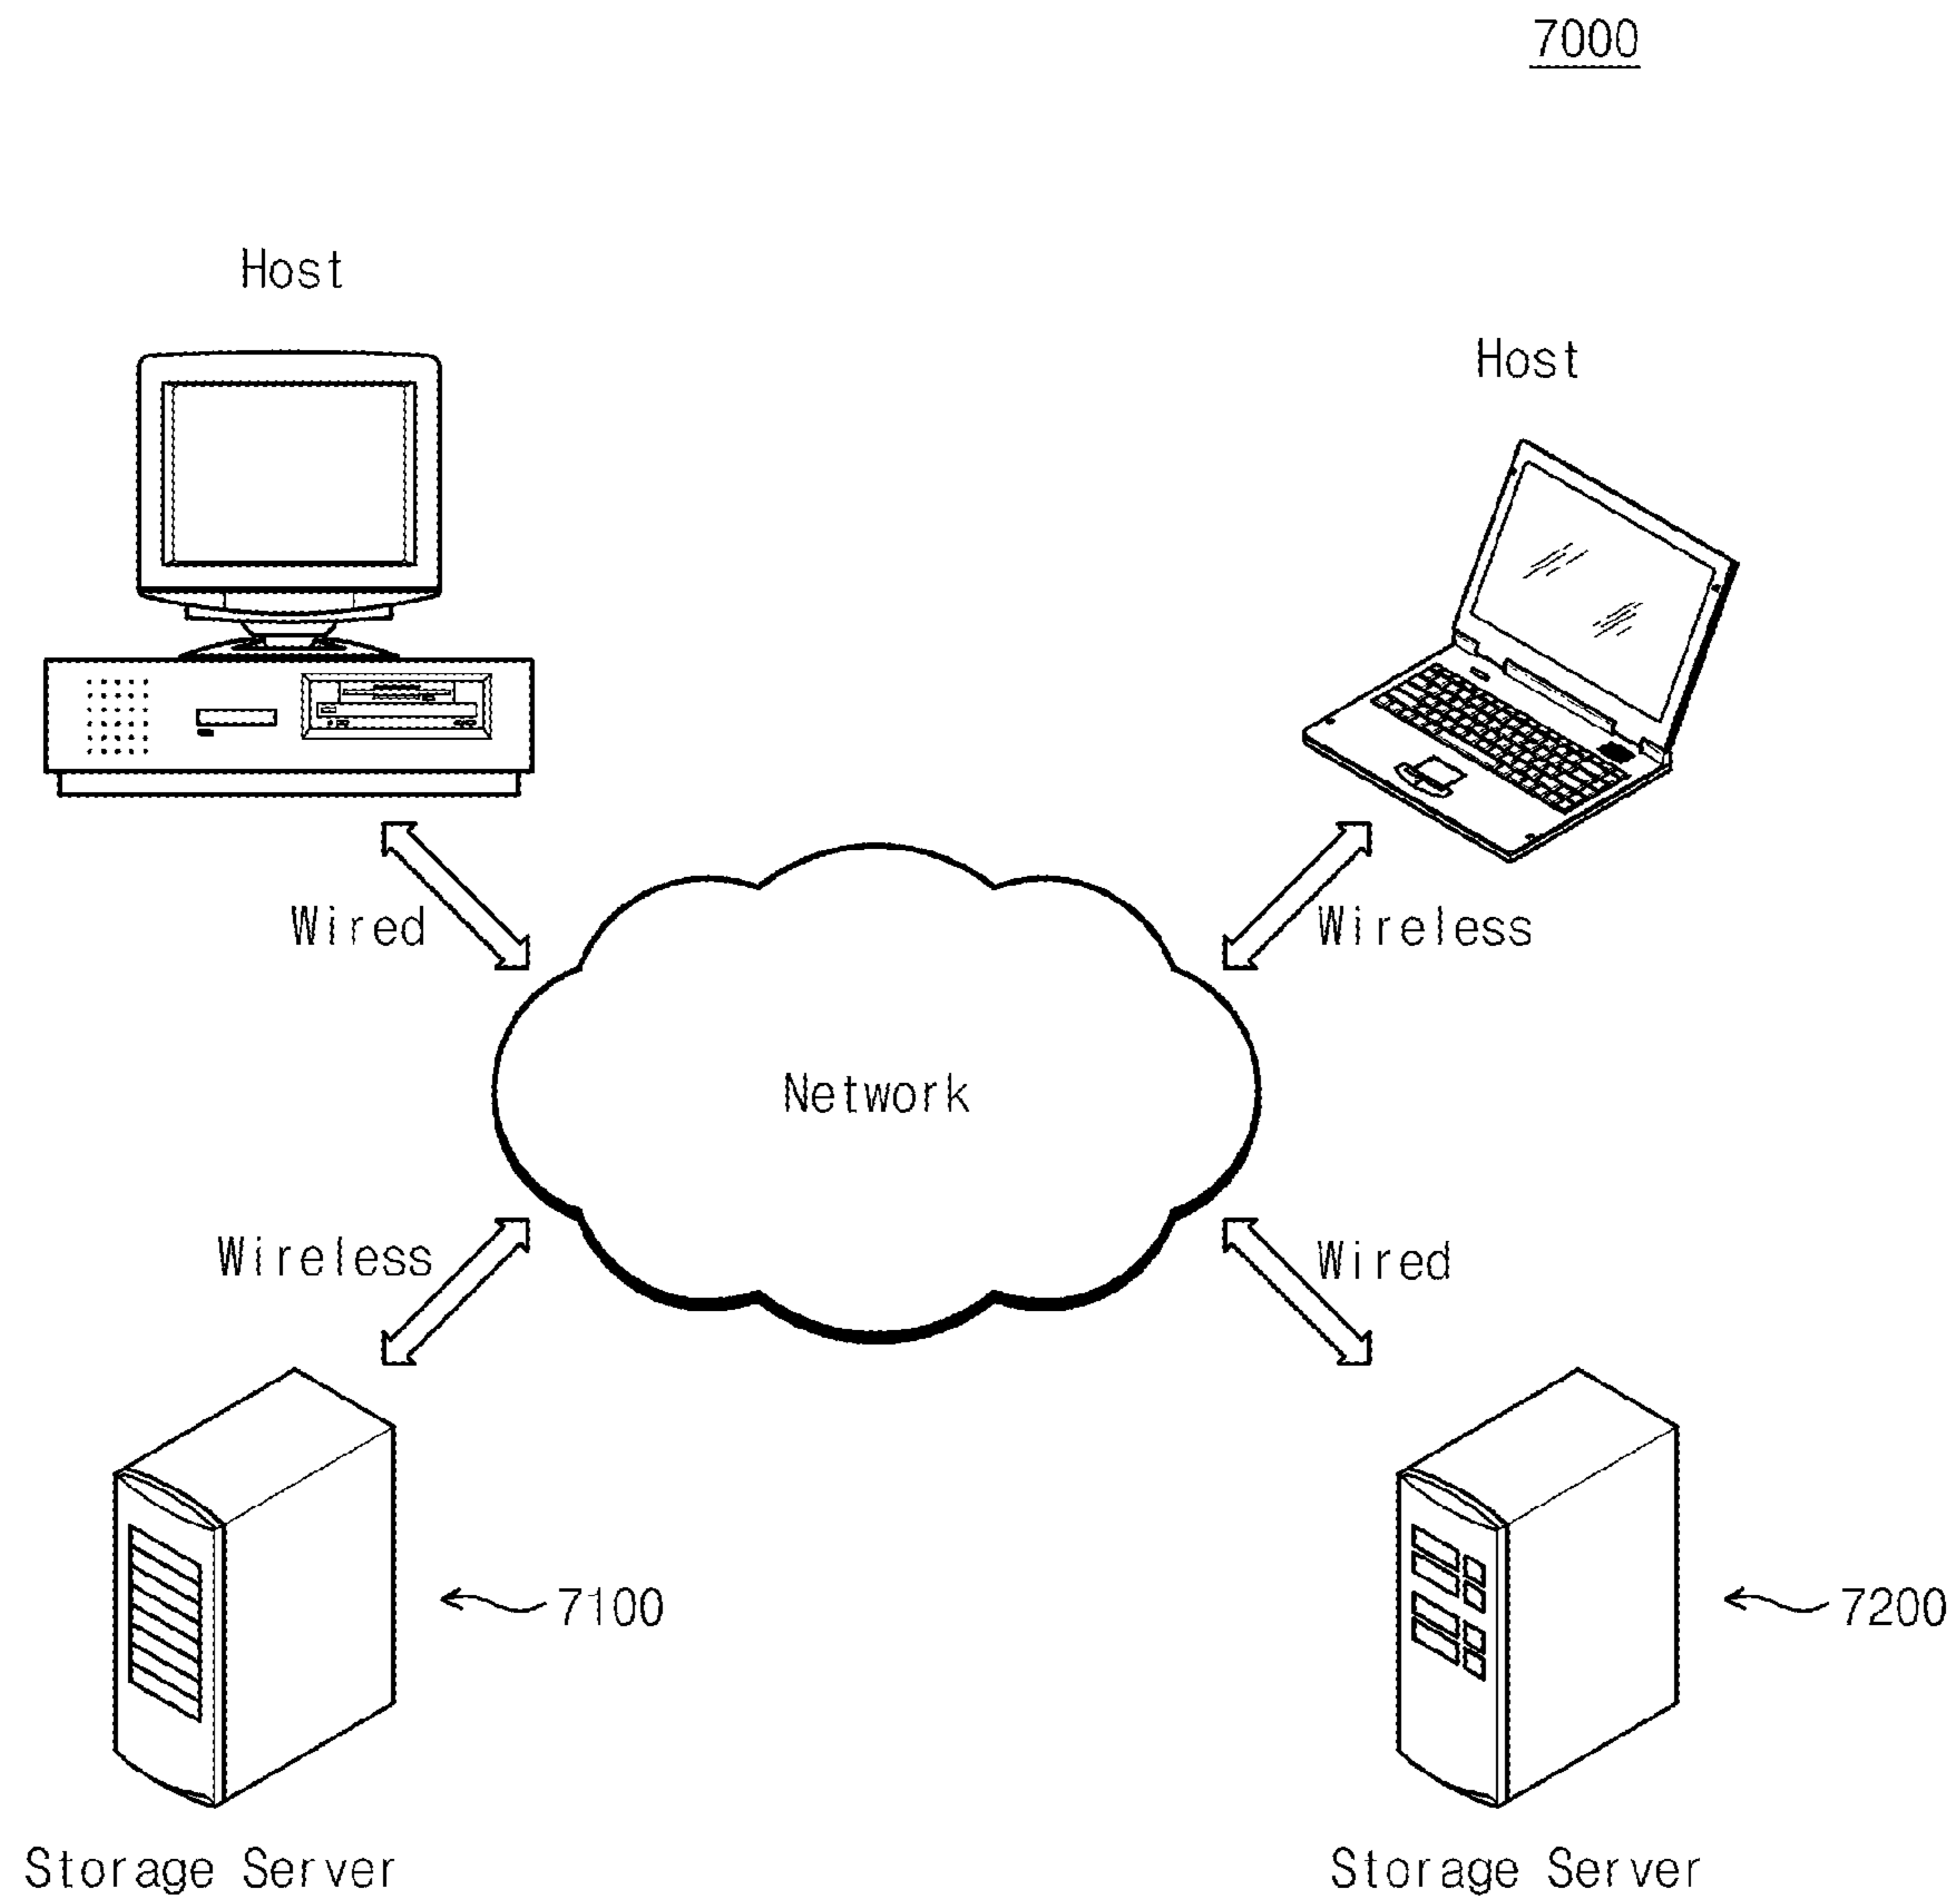 7000
Host
Host
Wired
Wireless
Network
Wireless
Wired
7100
7200
Storage Server
Storage Server